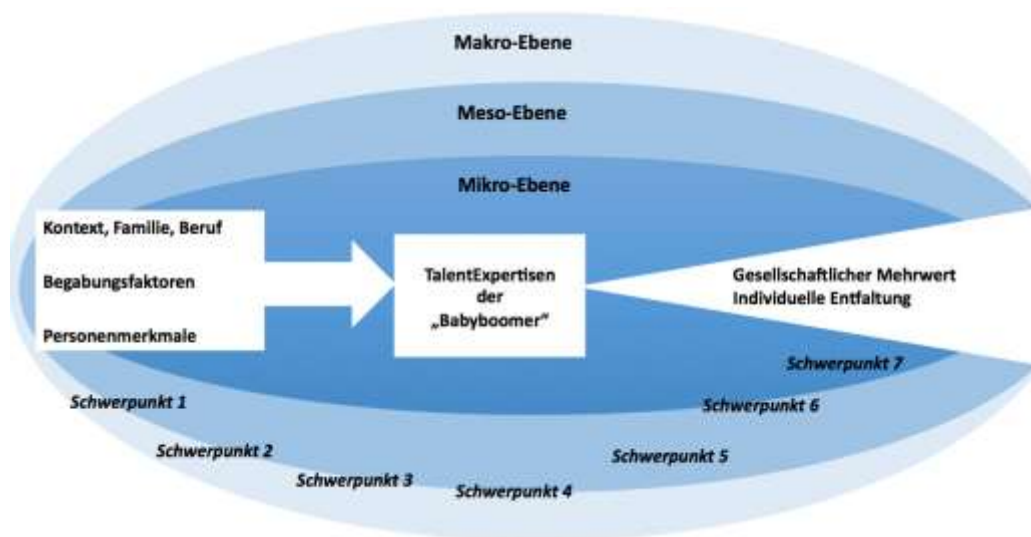 Makro-Ebene
Meso-Ebene
Mikro-Ebene
Kontext, Familie, Beruf
Begabungsfaktoren
Personenmerkmale
TalentExpertisen
der
„Babyboomer“
Gesellschaftlicher Mehrwert
Individuelle Entfaltung
Schwerpunkt 1
Schwerpunkt 2
Schwerpunkt 3
Schwerpunkt 4
Schwerpunkt 5
Schwerpunkt 6
Schwerpunkt 7